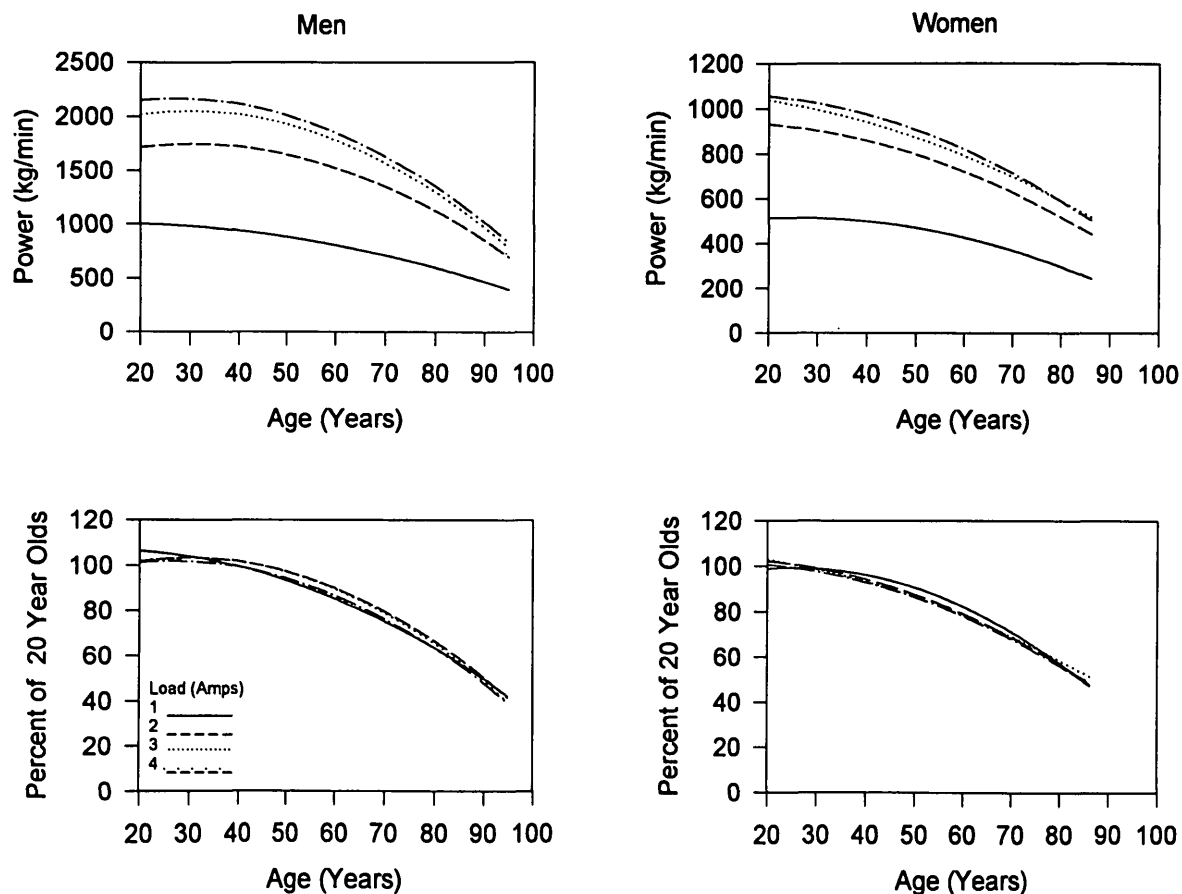 Men
Power (kg/min)
2500
2000
1500
1000
500
0
20 30 40 50 60 70 80 90 100
Age (Years)
Women
Power (kg/min)
1200
1000
800
600
400
200
0
20 30 40 50 60 70 80 90 100
Age (Years)
Percent of 20 Year Olds
120
100
80
60
40
20
0
Load (Amps)
1
2
3
4
20 30 40 50 60 70 80 90 100
Age (Years)
Percent of 20 Year Olds
120
100
80
60
40
20
0
20 30 40 50 60 70 80 90 100
Age (Years)